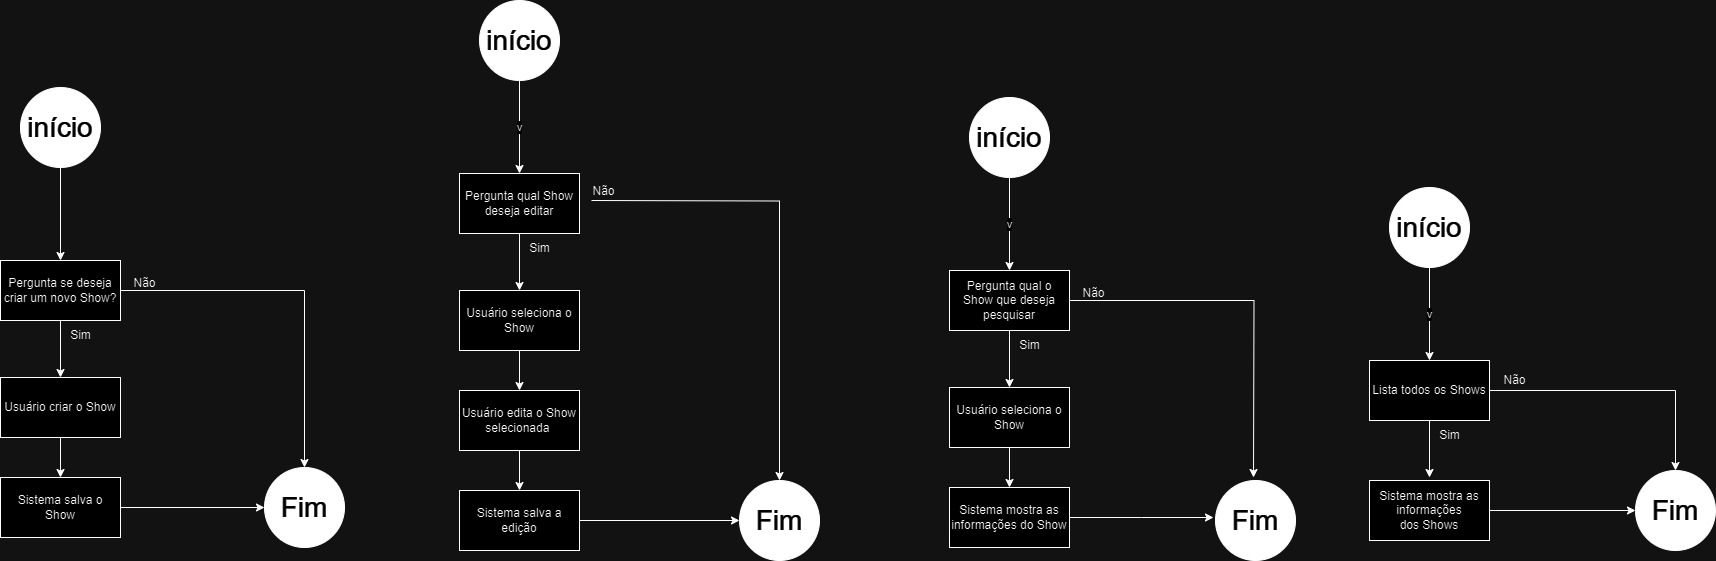 início
Pergunta se deseja
criar um novo Show?
Não
Sim
Usuário criar o Show
Sistema salva o
Show
Fim
início
v
Pergunta qual Show
deseja editar
Não
Sim
Usuário seleciona o
Show
Usuário edita o Show
selecionada
Sistema salva a
edição
Fim
início
v
Pergunta qual o
Show que deseja
pesquisar
Não
Sim
Usuário seleciona o
Show
Sistema mostra as
informações do Show
Fim
início
v
Lista todos os Shows
Não
Sim
Sistema mostra as
informações
dos Shows
Fim